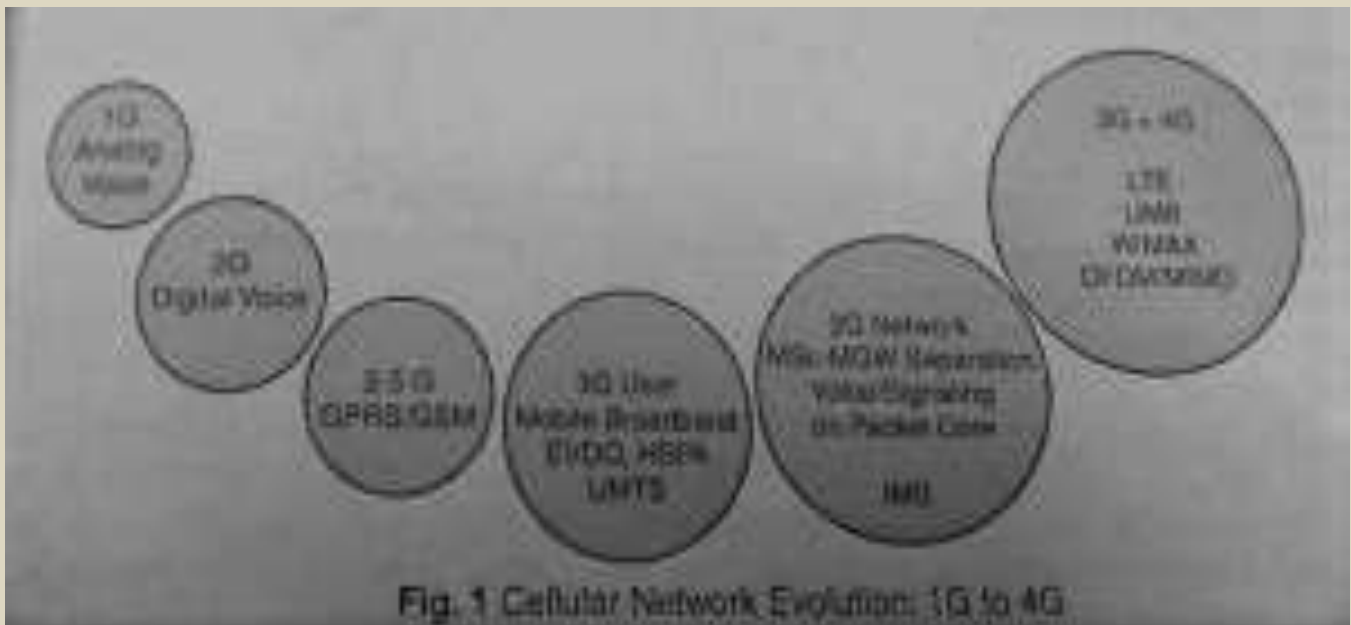 1G
Analog
Voice
2G
Digital Voice
2.5 G
GPRS/GSM
3G User
Mobile Broadband
EVDO, HSPA
UMTS
3G Network
MSc-MGW Separation,
Voice/Signaling
on Packet Core
IMS
3G + 4G
LTE
UMB
WiMAX
Fig. 1 Cellular Network Evolution: 1G to 4G